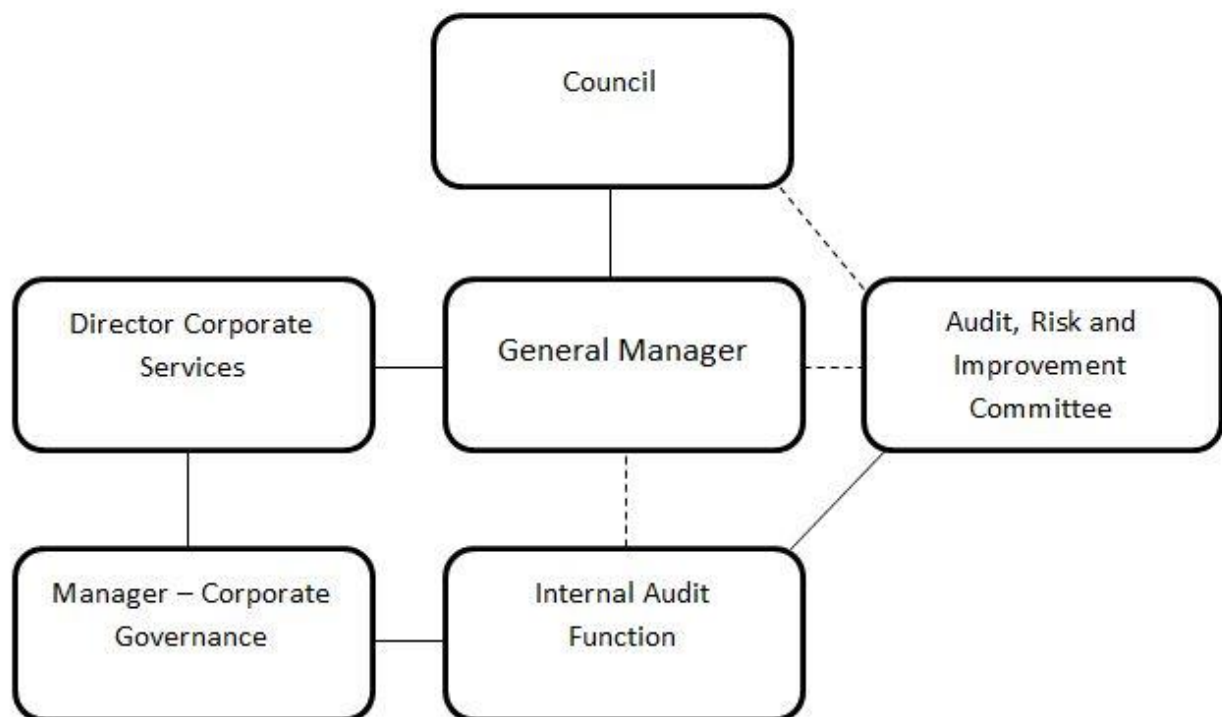 Council
Director Corporate
Services
General Manager
Audit, Risk and
Improvement
Committee
Manager – Corporate
Governance
Internal Audit
Function